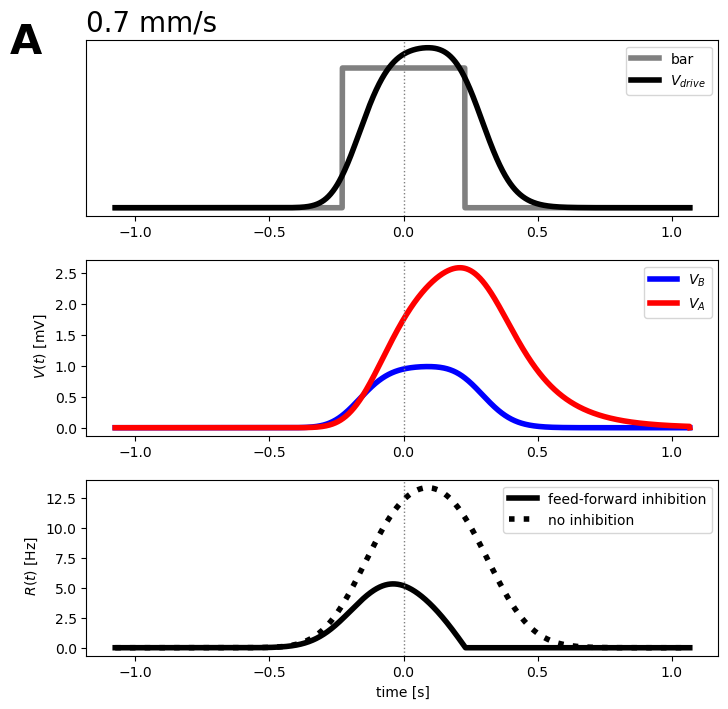 A
0.7 mm/s
bar
V_drive
−1.0 −0.5 0.0 0.5 1.0
2.5
2.0
1.5
1.0
0.5
0.0
V(t) [mV]
V_B
V_A
−1.0 −0.5 0.0 0.5 1.0
12.5
10.0
7.5
5.0
2.5
0.0
R(t) [Hz]
feed-forward inhibition
no inhibition
−1.0 −0.5 0.0 0.5 1.0
time [s]